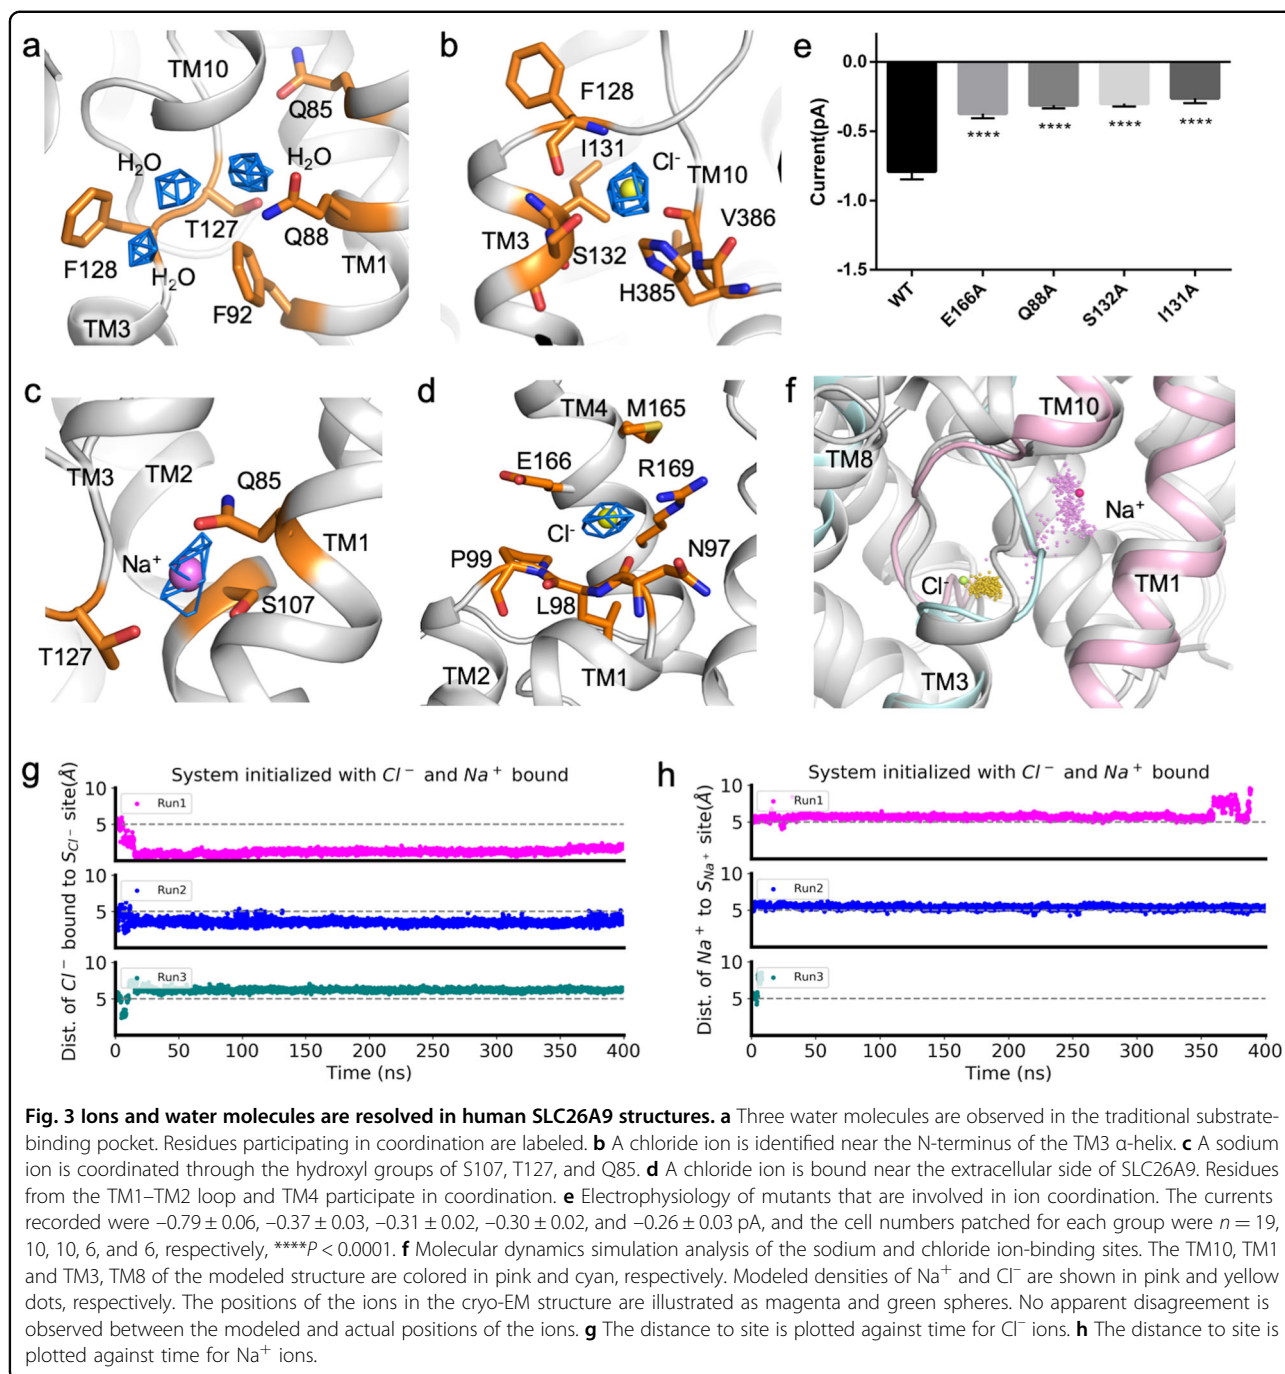 a
TM10
Q85
H2O
H2O
T127
Q88
F128
H2O
F92
TM1
TM3
b
F128
I131
Cl-
TM10
V386
TM3
S132
H385
e
Current(pA)
0.0
-0.5
-1.0
-1.5
****
****
****
****
WT
E166A
Q88A
S132A
I131A
c
TM3
TM2
Q85
Na+
TM1
S107
T127
d
TM4
M165
E166
R169
Cl-
P99
N97
L98
TM2
TM1
f
TM10
TM8
Na+
Cl-
TM1
TM3
g
System initialized with Cl− and Na+ bound
Dist. of Cl− bound to SCl− site(Å)
10
5
Run1
10
5
Run2
10
5
Run3
0 50 100 150 200 250 300 350 400
Time (ns)
h
System initialized with Cl− and Na+ bound
Dist. of Na+ to SNa+ site(Å)
10
5
Run1
10
5
Run2
10
5
Run3
0 50 100 150 200 250 300 350 400
Time (ns)
Fig. 3 Ions and water molecules are resolved in human SLC26A9 structures. a Three water molecules are observed in the traditional substrate-
binding pocket. Residues participating in coordination are labeled. b A chloride ion is identified near the N-terminus of the TM3 α-helix. c A sodium
ion is coordinated through the hydroxyl groups of S107, T127, and Q85. d A chloride ion is bound near the extracellular side of SLC26A9. Residues
from the TM1–TM2 loop and TM4 participate in coordination. e Electrophysiology of mutants that are involved in ion coordination. The currents
recorded were −0.79 ± 0.06, −0.37 ± 0.03, −0.31 ± 0.02, −0.30 ± 0.02, and −0.26 ± 0.03 pA, and the cell numbers patched for each group were n = 19,
10, 10, 6, and 6, respectively, ****P < 0.0001. f Molecular dynamics simulation analysis of the sodium and chloride ion-binding sites. The TM10, TM1
and TM3, TM8 of the modeled structure are colored in pink and cyan, respectively. Modeled densities of Na+ and Cl− are shown in pink and yellow
dots, respectively. The positions of the ions in the cryo-EM structure are illustrated as magenta and green spheres. No apparent disagreement is
observed between the modeled and actual positions of the ions. g The distance to site is plotted against time for Cl− ions. h The distance to site is
plotted against time for Na+ ions.